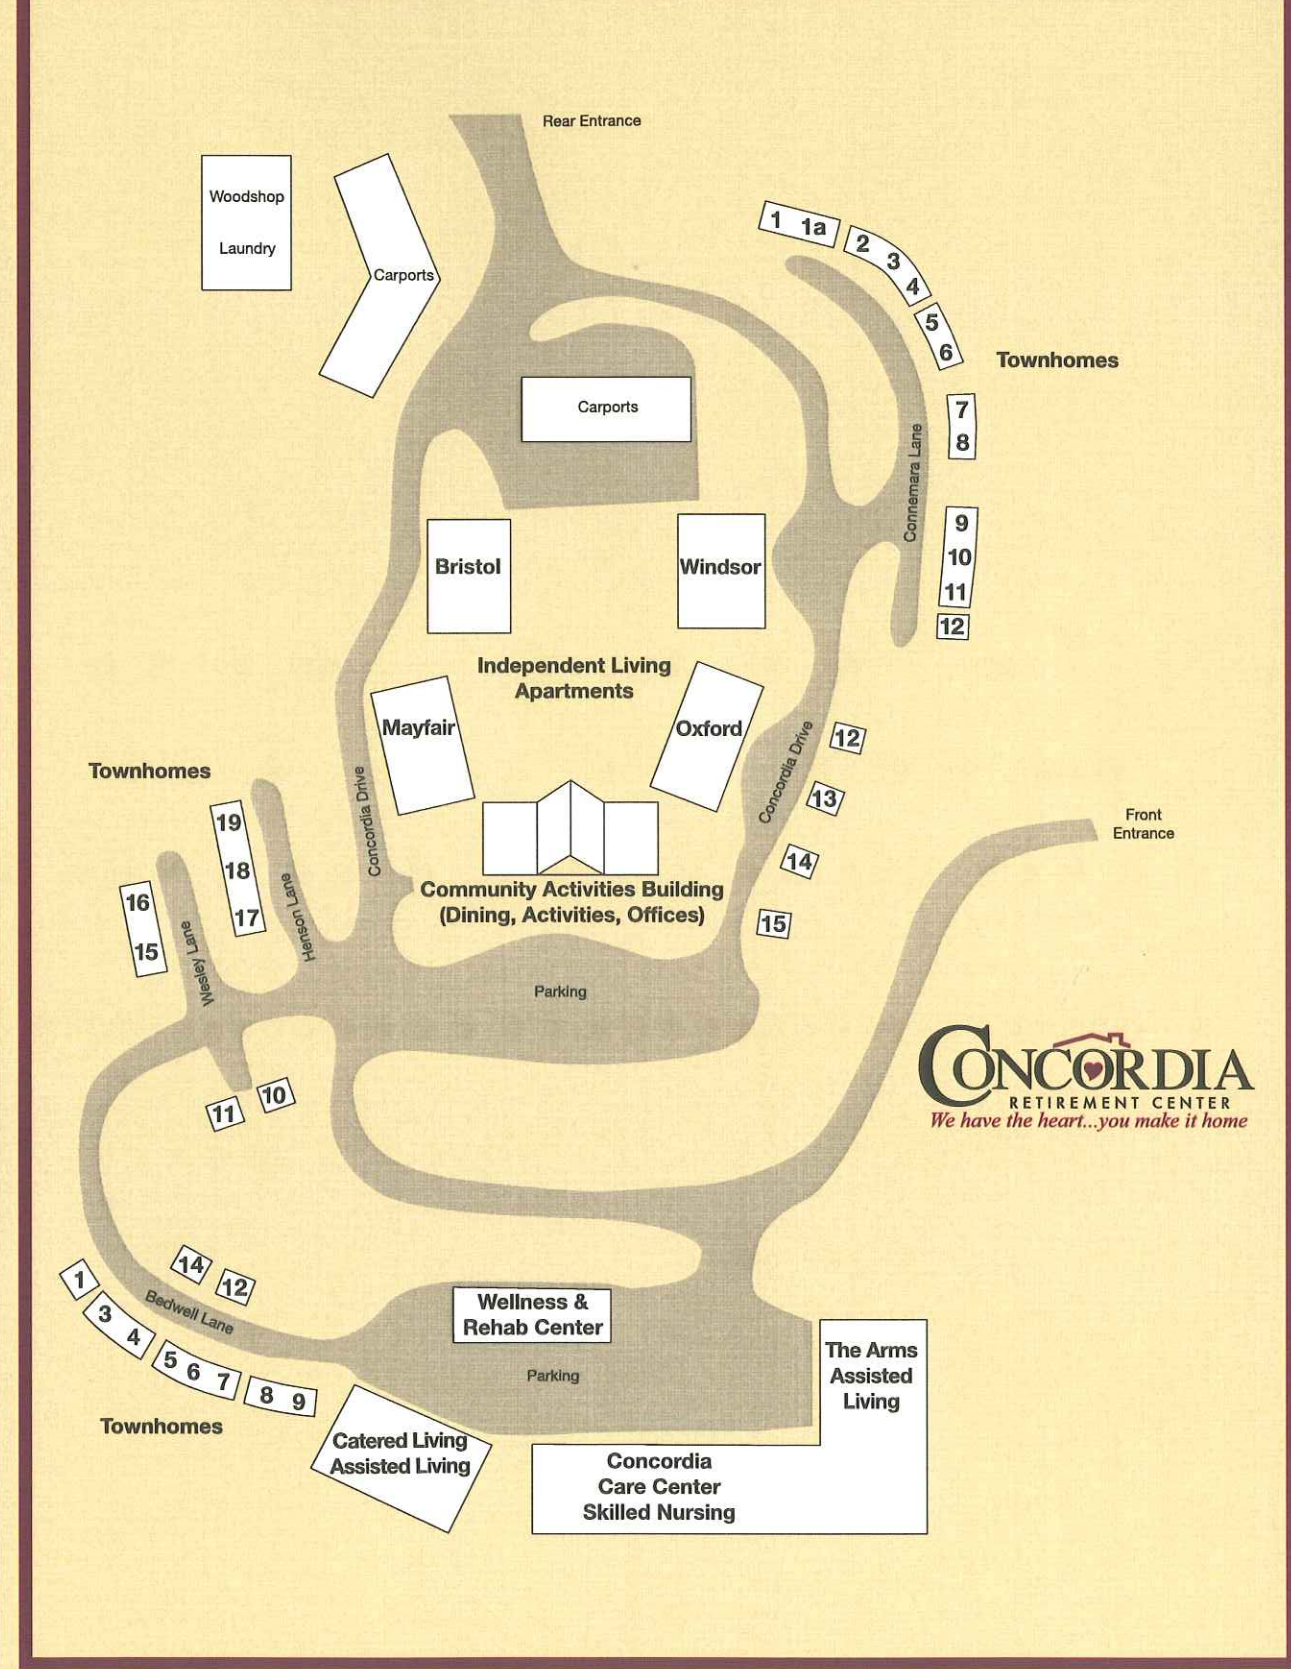 Rear Entrance
Woodshop
Laundry
Carports
1 1a
2
3
4
5
6
Townhomes
Carports
7
8
Connemara Lane
9
10
11
12
Bristol
Windsor
Independent Living
Apartments
Mayfair
Oxford
Concordia Drive
12
13
14
15
Front
Entrance
Townhomes
19
18
17
16
15
Wesley Lane
Henson Lane
Concordia Drive
Community Activities Building
(Dining, Activities, Offices)
Parking
11
10
CONCORDIA
RETIREMENT CENTER
We have the heart...you make it home
14
12
1
3
4
Bedwell Lane
5
6
7
8 9
Townhomes
Wellness &
Rehab Center
Parking
The Arms
Assisted
Living
Catered Living
Assisted Living
Concordia
Care Center
Skilled Nursing